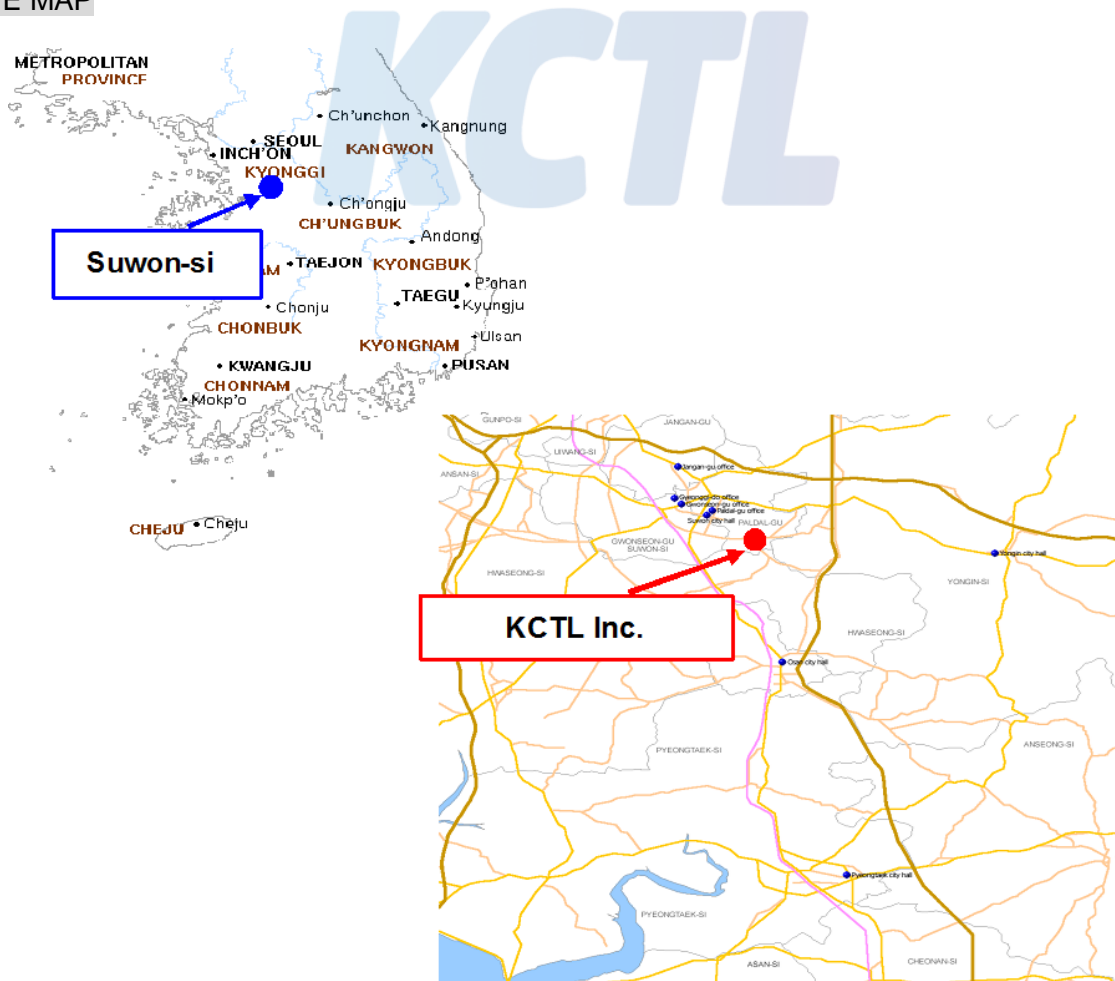 E MAP
KCTL
METROPOLITAN
PROVINCE
Ch'unchon
Kangnung
SEOUL
INCH'ON
KANGWON
KYONGGI
Ch'ongju
CH'UNGBUK
Andong
Suwon-si
AM
TAEJON
KYONGBUK
P'ohan
TAEGU
Kyungju
Chonju
CHONBUK
Ulsan
KYONGNAM
KWANGJU
PUSAN
CHONNAM
Mokp'o
CHEJU
Cheju
GUNPO-SI
JANGAN-GU
UIWANG-SI
Jangan-gu office
ANSAN-SI
Gyeonggi-do office
Gwonseon-gu office
Paldal-gu office
Suwon city hall
PALDAL-GU
GWONSEON-GU
SUWON-SI
Yongin city hall
HWASEONG-SI
YONGIN-SI
KCTL Inc.
HWASEONG-SI
Osan city hall
PYEONGTAEK-SI
ANSEONG-SI
Pyeongtaek city hall
PYEONGTAEK-SI
ASAN-SI
CHEONAN-SI